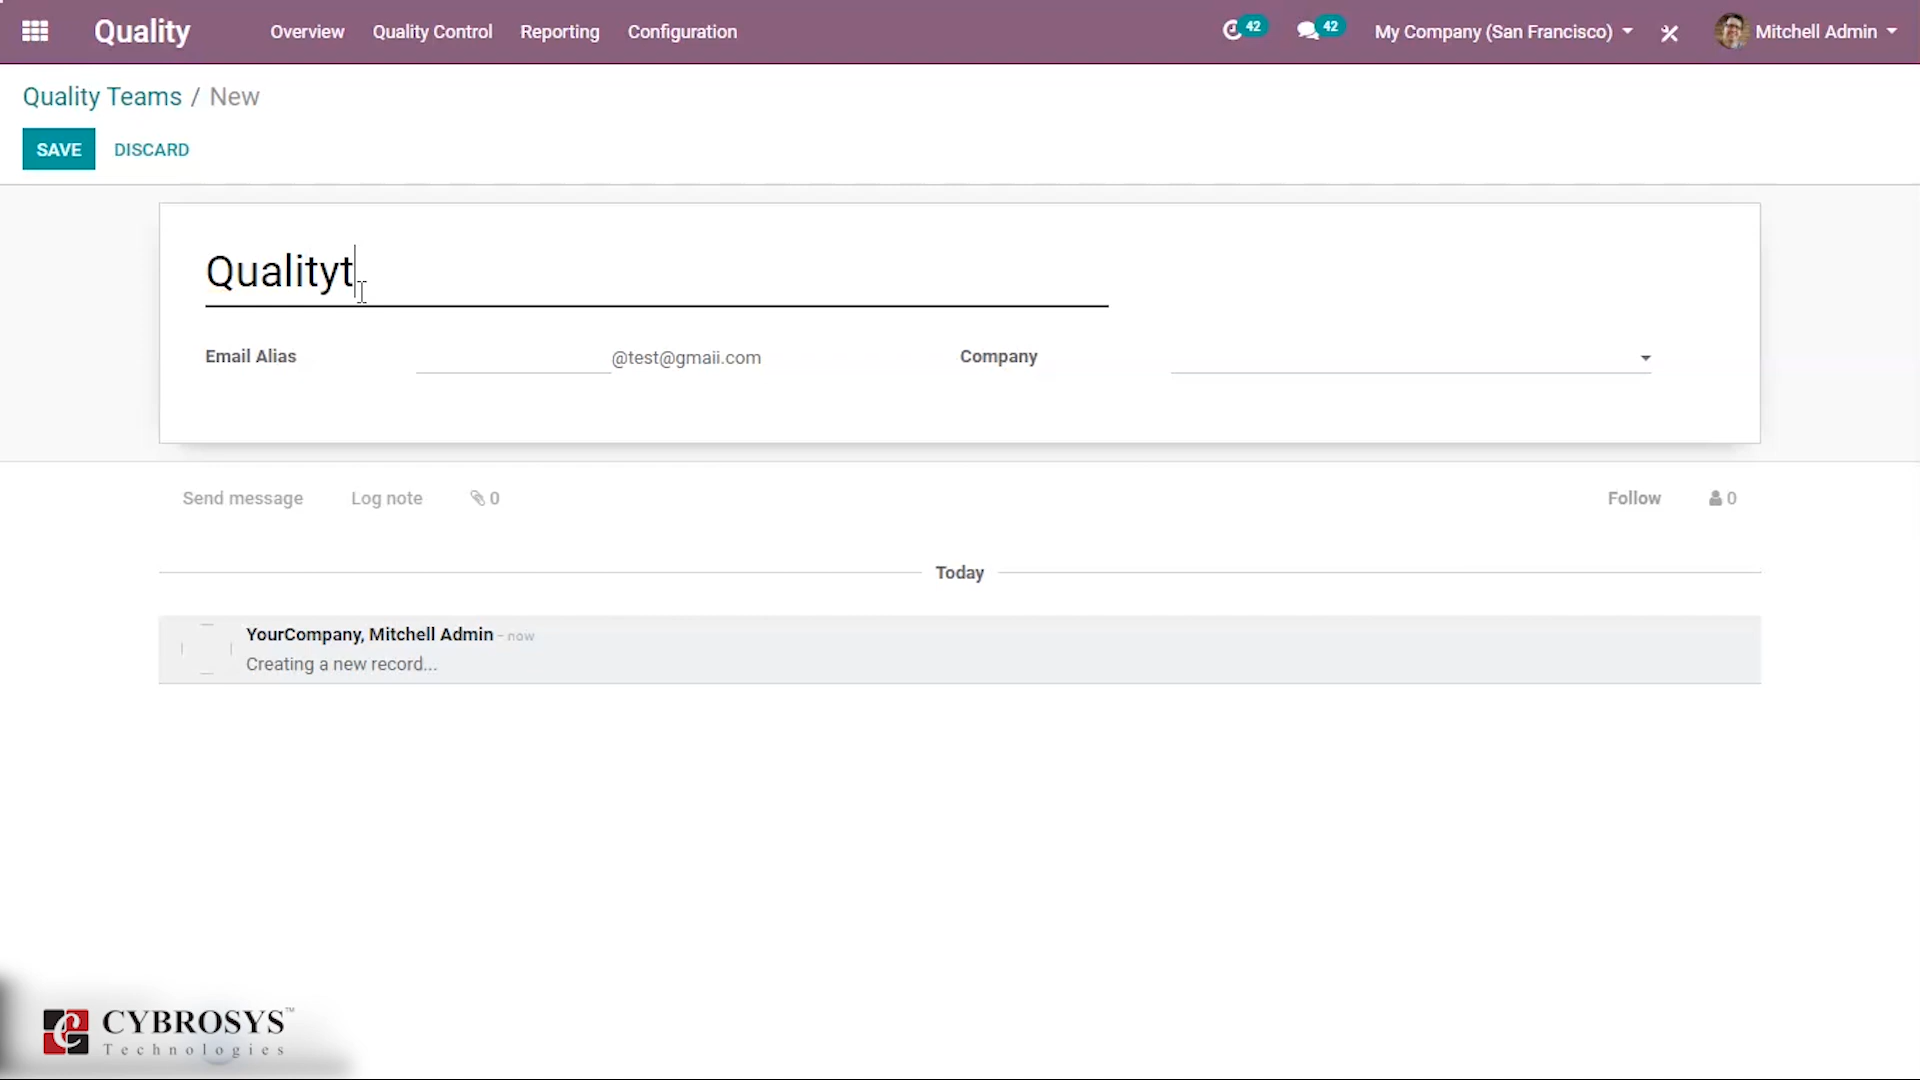 Quality Overview Quality Control Reporting Configuration 42 42 My Company (San Francisco) Mitchell Admin
Quality Teams / New
SAVE DISCARD
Qualityt
Email Alias @test@gmaii.com Company
Send message Log note 0 Follow 0
Today
YourCompany, Mitchell Admin - now
Creating a new record...
CYBROSYS™
Technologies